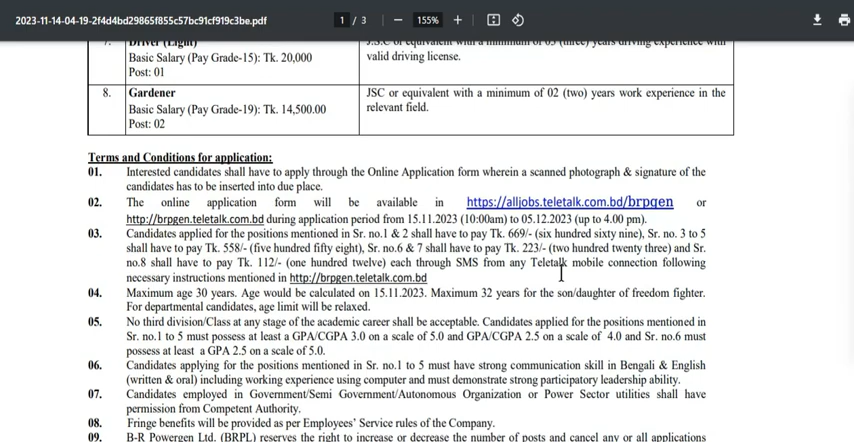 2023-11-14-04-19-2f4d4bd29865f855c57bc91cf919c3be.pdf
1 / 3
155%
7. Driver (Light)
Basic Salary (Pay Grade-15): Tk. 20,000
Post: 01
J.S.C or equivalent with a minimum of 03 (three) years driving experience with
valid driving license.
8. Gardener
Basic Salary (Pay Grade-19): Tk. 14,500.00
Post: 02
JSC or equivalent with a minimum of 02 (two) years work experience in the
relevant field.
Terms and Conditions for application:
01. Interested candidates shall have to apply through the Online Application form wherein a scanned photograph & signature of the
candidates has to be inserted into due place.
02. The online application form will be available in https://alljobs.teletalk.com.bd/brpgen or
http://brpgen.teletalk.com.bd during application period from 15.11.2023 (10:00am) to 05.12.2023 (up to 4.00 pm).
03. Candidates applied for the positions mentioned in Sr. no.1 & 2 shall have to pay Tk. 669/- (six hundred sixty nine), Sr. no. 3 to 5
shall have to pay Tk. 558/- (five hundred fifty eight), Sr. no.6 & 7 shall have to pay Tk. 223/- (two hundred twenty three) and Sr.
no.8 shall have to pay Tk. 112/- (one hundred twelve) each through SMS from any Teletalk mobile connection following
necessary instructions mentioned in http://brpgen.teletalk.com.bd
04. Maximum age 30 years. Age would be calculated on 15.11.2023. Maximum 32 years for the son/daughter of freedom fighter.
For departmental candidates, age limit will be relaxed.
05. No third division/Class at any stage of the academic career shall be acceptable. Candidates applied for the positions mentioned in
Sr. no.1 to 5 must possess at least a GPA/CGPA 3.0 on a scale of 5.0 and GPA/CGPA 2.5 on a scale of 4.0 and Sr. no.6 must
possess at least a GPA 2.5 on a scale of 5.0.
06. Candidates applying for the positions mentioned in Sr. no.1 to 5 must have strong communication skill in Bengali & English
(written & oral) including working experience using computer and must demonstrate strong participatory leadership ability.
07. Candidates employed in Government/Semi Government/Autonomous Organization or Power Sector utilities shall have
permission from Competent Authority.
08. Fringe benefits will be provided as per Employees' Service rules of the Company.
09. B-R Powergen Ltd. (BRPL) reserves the right to increase or decrease the number of posts and cancel any or all applications